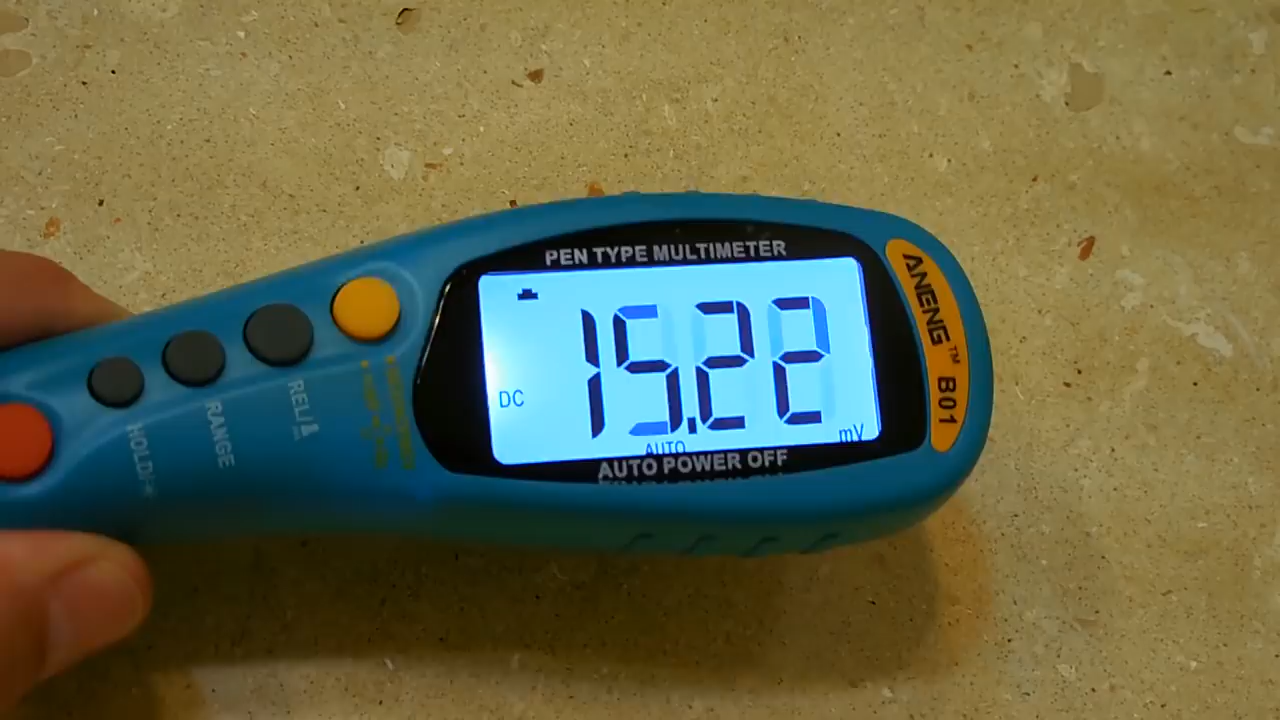 PEN TYPE MULTIMETER
DC
15.22
mV
AUTO
AUTO POWER OFF
ANENG™ B01
REL/
RANGE
HOLD/